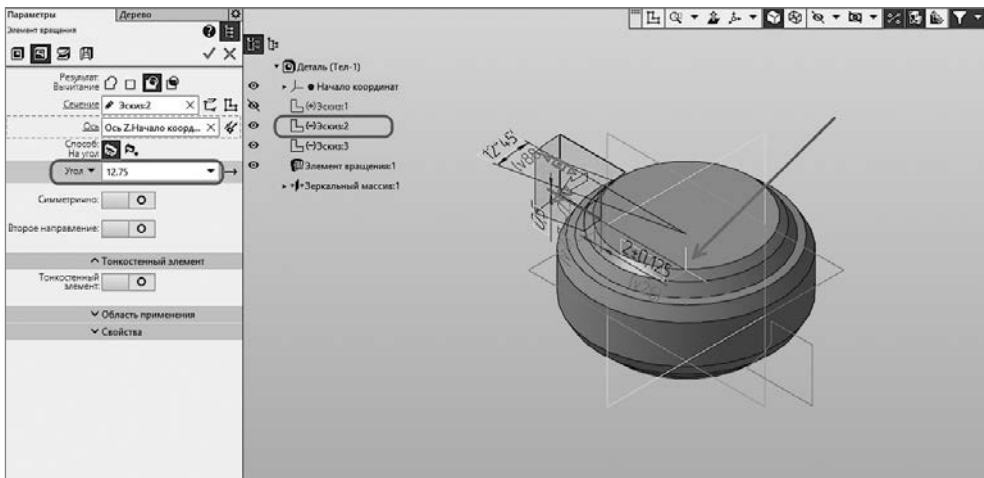 Параметры
Дерево
Элемент вращения
Результат:
Вычитание
Сечение
Эскиз:2
Ось
Ось Z.Начало коорд...
Способ:
На угол
Угол
12.75
Симметрично:
Второе направление:
Тонкостенный элемент
Тонкостенный
элемент:
Область применения
Свойства
Деталь (Тел-1)
Начало координат
(+)Эскиз:1
(-)Эскиз:2
(-)Эскиз:3
Элемент вращения:1
Зеркальный массив:1
12°45'
2±0,125